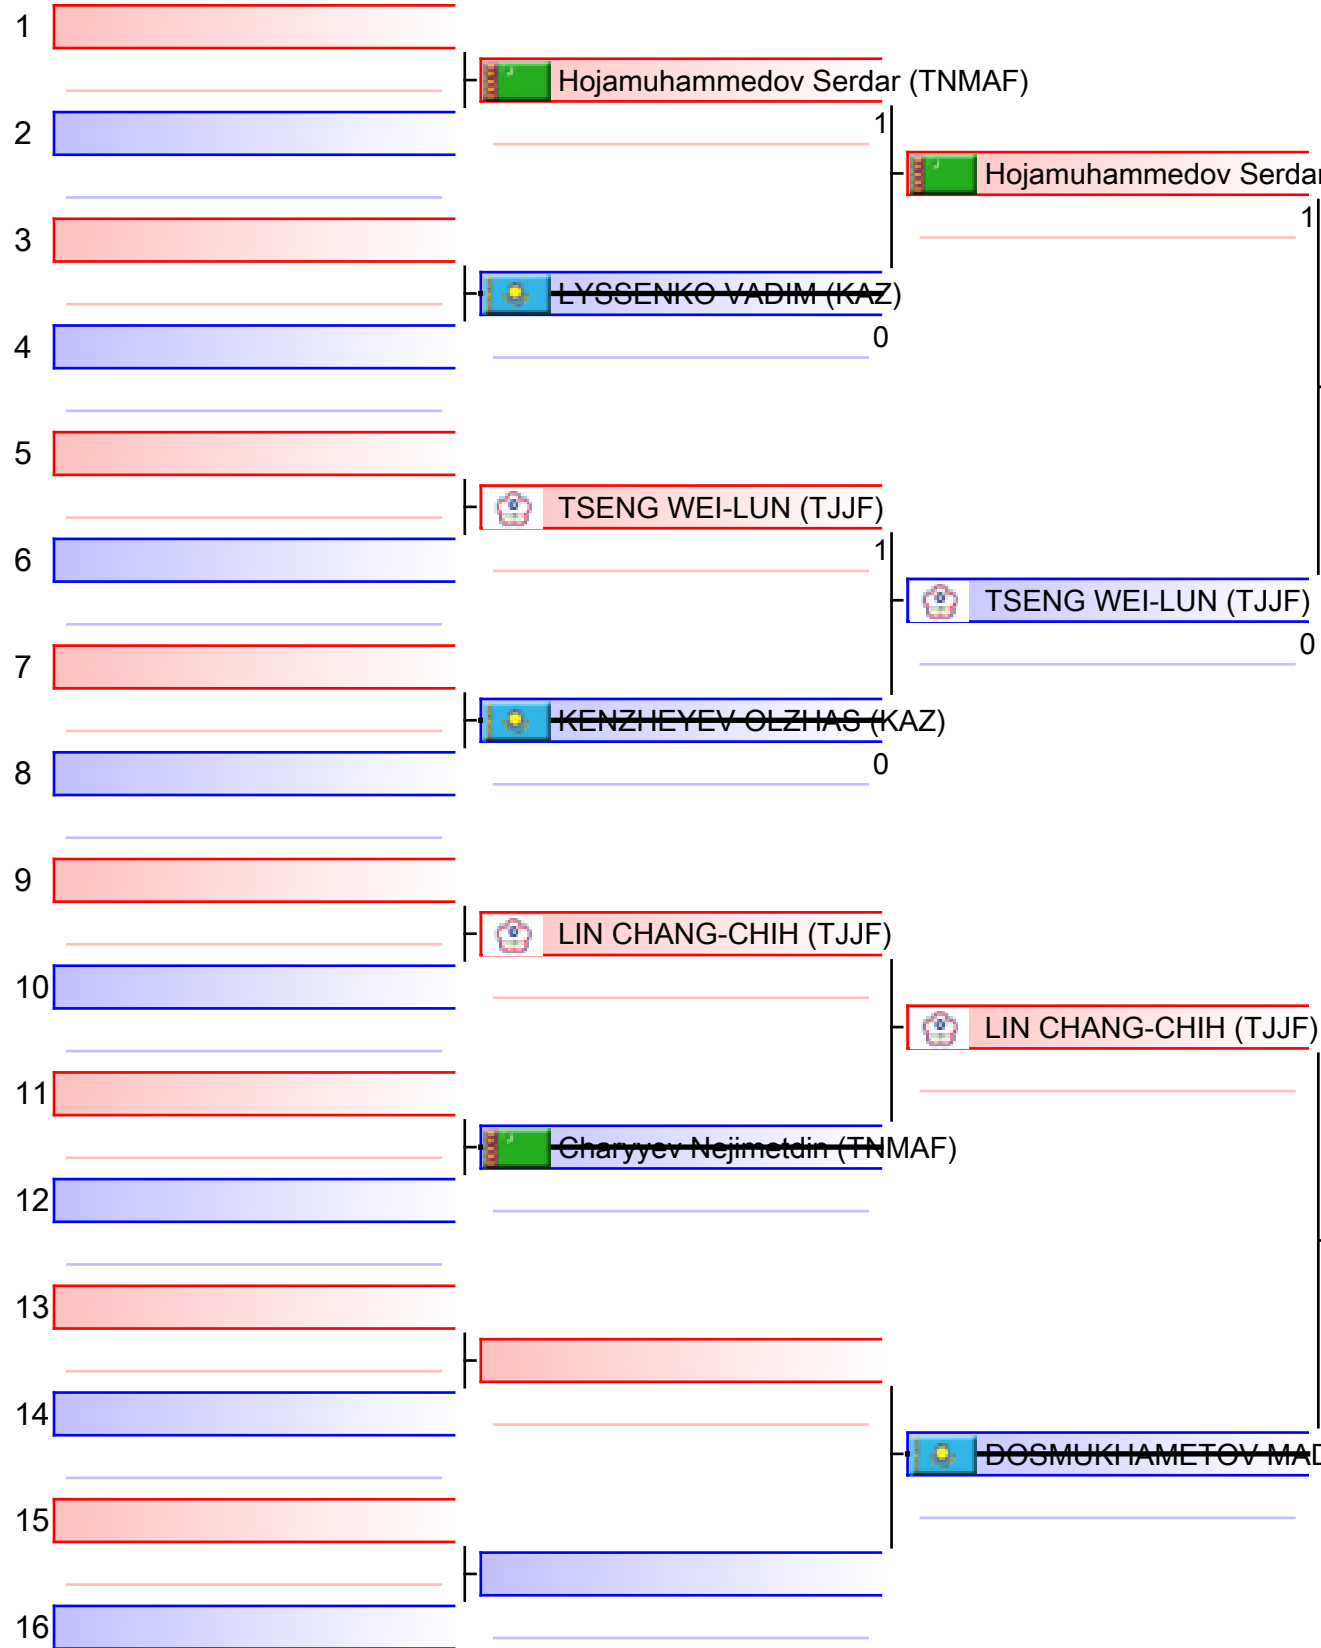 1
Hojamuhammedov Serdar (TNMAF)
1
2
Hojamuhammedov Serdar
1
3
LYSSENKO VADIM (KAZ)
0
4
5
TSENG WEI-LUN (TJJF)
1
6
TSENG WEI-LUN (TJJF)
0
7
KENZHEYEV OLZHAS (KAZ)
0
8
9
LIN CHANG-CHIH (TJJF)
10
LIN CHANG-CHIH (TJJF)
11
Charyyev Nejimetdin (TNMAF)
12
13
14
DOSMUKHAMETOV MAD
15
16